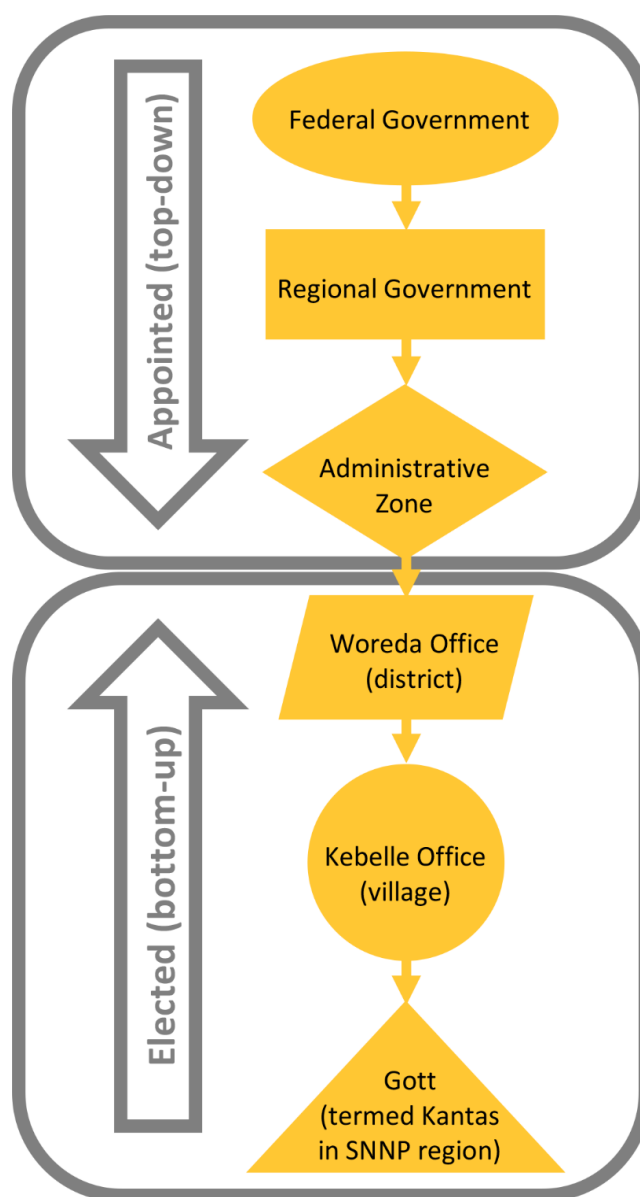 Appointed (top-down)
Federal Government
Regional Government
Administrative
Zone
Elected (bottom-up)
Woreda Office
(district)
Kebelle Office
(village)
Gott
(termed Kantas
in SNNP region)